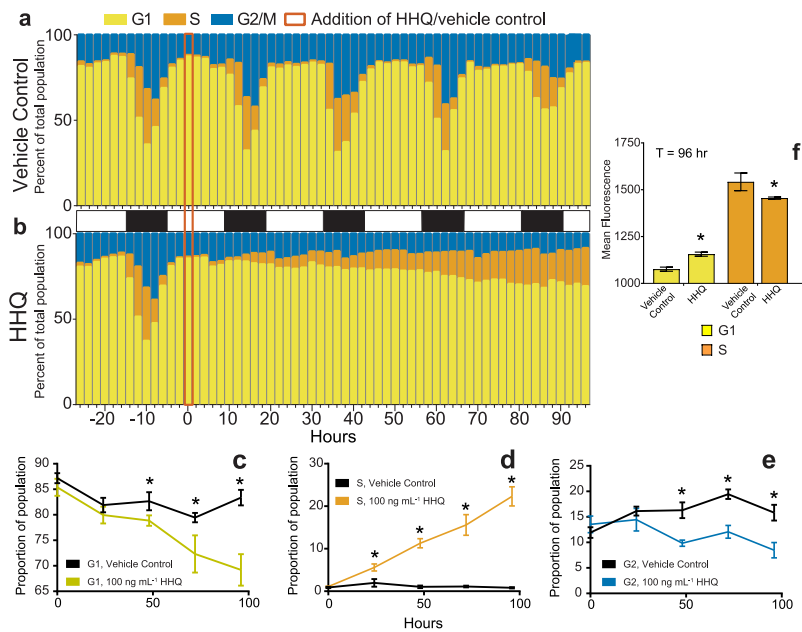 a
G1 S G2/M Addition of HHQ/vehicle control
Vehicle Control
Percent of total population
100
50
0
b
HHQ
Percent of total population
100
50
0
-20 -10 0 10 20 30 40 50 60 70 80 90
Hours
f
T = 96 hr
Mean Fluorescence
1750
1500
1250
1000
* *
Vehicle Control
HHQ
Vehicle Control
HHQ
G1
S
c
Proportion of population
90
85
80
75
70
65
* * *
G1, Vehicle Control
G1, 100 ng mL⁻¹ HHQ
0 50 100
d
Proportion of population
30
20
10
0
S, Vehicle Control
S, 100 ng mL⁻¹ HHQ
* * * *
0 50 100
Hours
e
Proportion of population
25
20
15
10
5
0
* * *
G2, Vehicle Control
G2, 100 ng mL⁻¹ HHQ
0 50 100